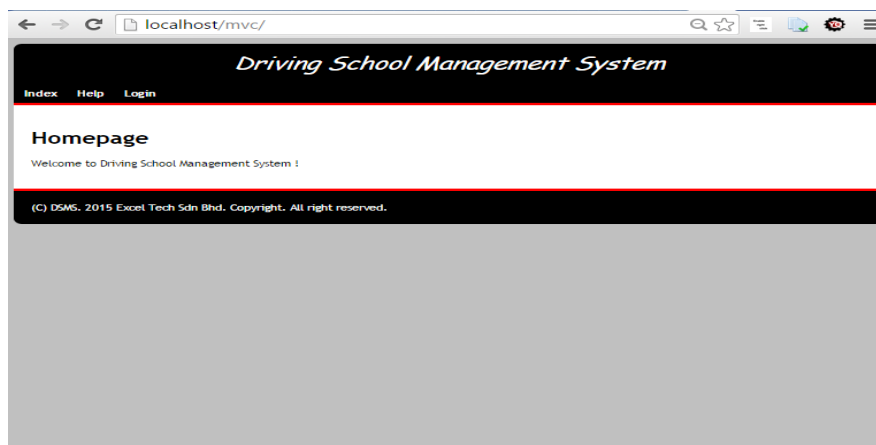 localhost/mvc/
Driving School Management System
Index Help Login
Homepage
Welcome to Driving School Management System !
(C) DSMS. 2015 Excel Tech Sdn Bhd. Copyright. All right reserved.